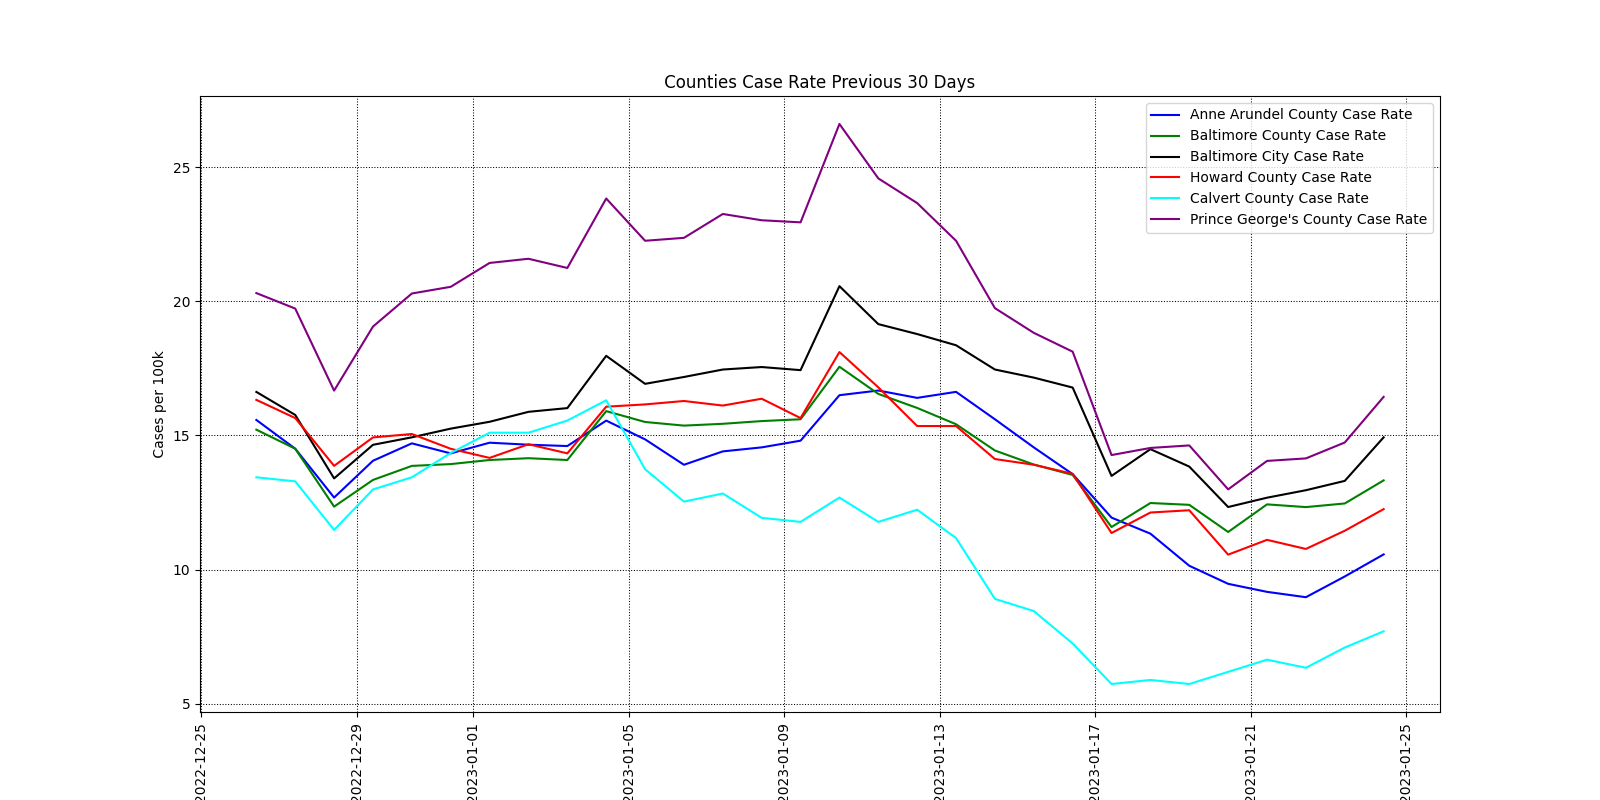 Counties Case Rate Previous 30 Days
Anne Arundel County Case Rate
Baltimore County Case Rate
Baltimore City Case Rate
Howard County Case Rate
Calvert County Case Rate
Prince George's County Case Rate
Cases per 100k
25
20
15
10
5
2022-12-25
2022-12-29
2023-01-01
2023-01-05
2023-01-09
2023-01-13
2023-01-17
2023-01-21
2023-01-25